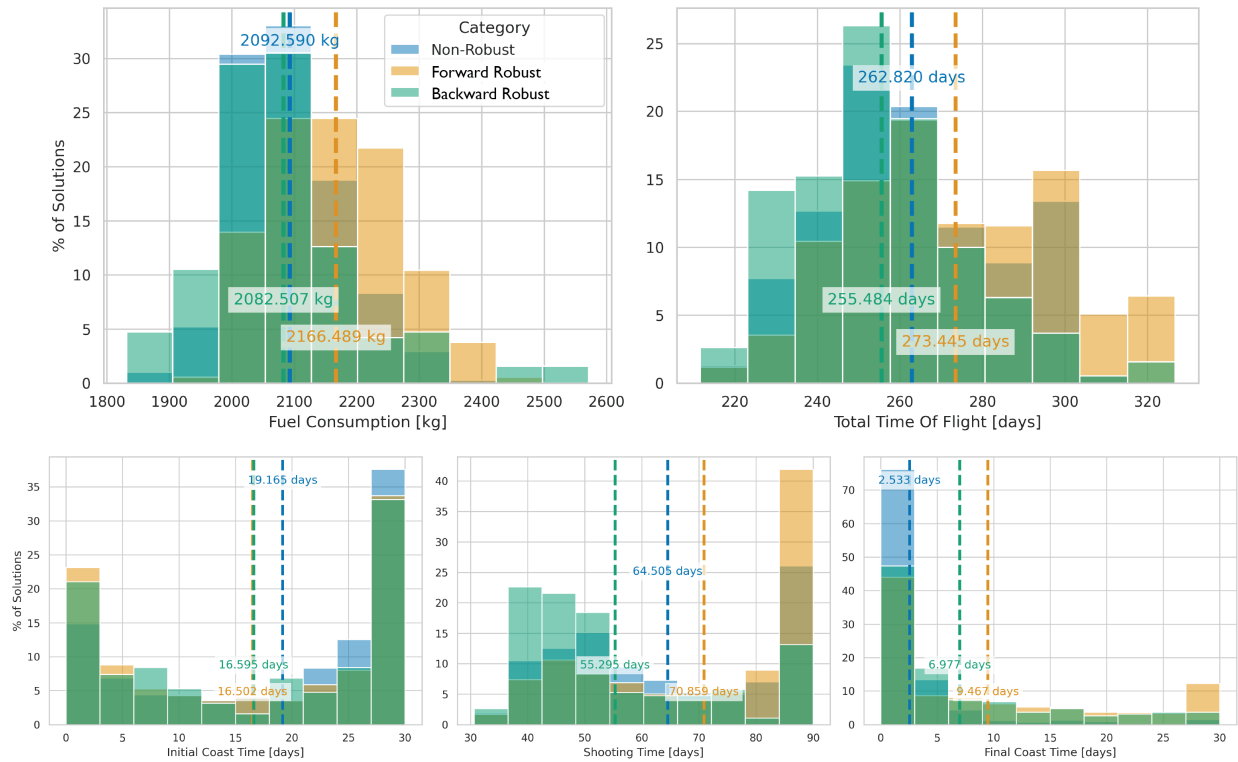 Category
Non-Robust
Forward Robust
Backward Robust
2092.590 kg
2082.507 kg
2166.489 kg
% of Solutions
0
5
10
15
20
25
30
1800 1900 2000 2100 2200 2300 2400 2500 2600
Fuel Consumption [kg]
262.820 days
255.484 days
273.445 days
0
5
10
15
20
25
220 240 260 280 300 320
Total Time Of Flight [days]
19.165 days
16.595 days
16.502 days
% of Solutions
0
5
10
15
20
25
30
35
0 5 10 15 20 25 30
Initial Coast Time [days]
64.505 days
55.295 days
70.859 days
0
5
10
15
20
25
30
35
40
30 40 50 60 70 80 90
Shooting Time [days]
2.533 days
6.977 days
9.467 days
0
10
20
30
40
50
60
70
0 5 10 15 20 25 30
Final Coast Time [days]